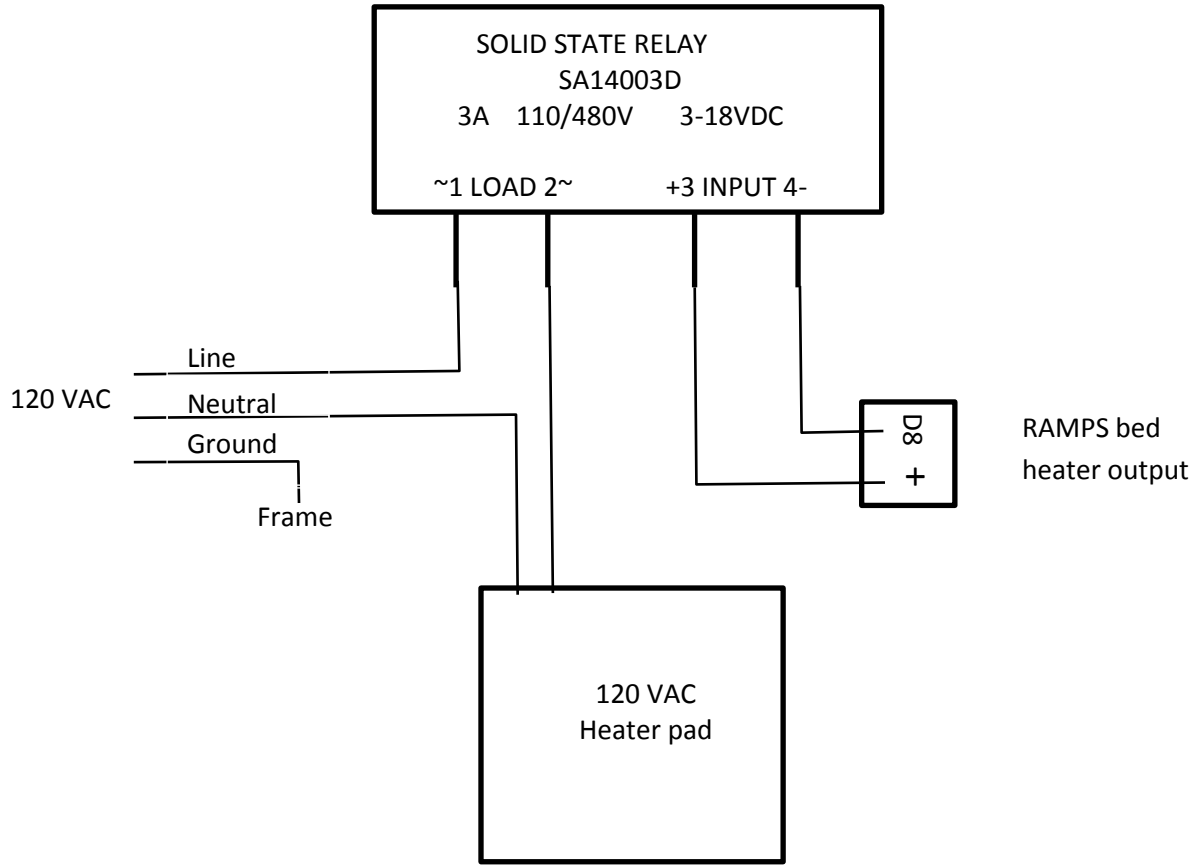 SOLID STATE RELAY
SA14003D
3A 110/480V 3-18VDC
~1 LOAD 2~ +3 INPUT 4-
Line
120 VAC
Neutral
Ground
Frame
D8
+
RAMPS bed
heater output
120 VAC
Heater pad